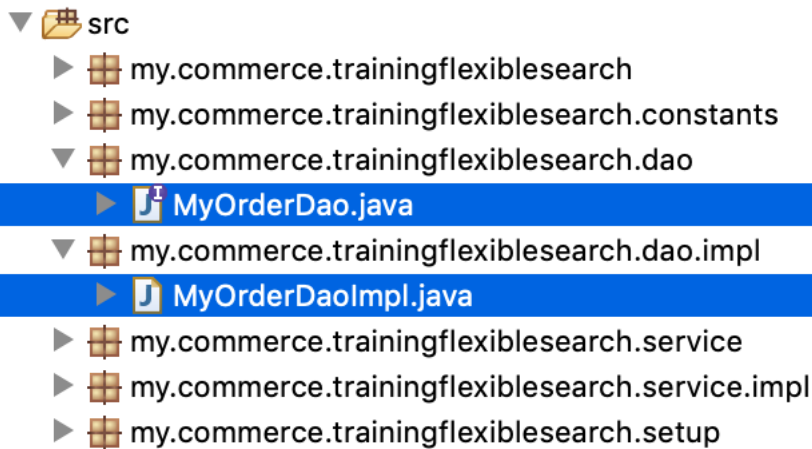 src
my.commerce.trainingflexiblesearch
my.commerce.trainingflexiblesearch.constants
my.commerce.trainingflexiblesearch.dao
MyOrderDao.java
my.commerce.trainingflexiblesearch.dao.impl
MyOrderDaoImpl.java
my.commerce.trainingflexiblesearch.service
my.commerce.trainingflexiblesearch.service.impl
my.commerce.trainingflexiblesearch.setup